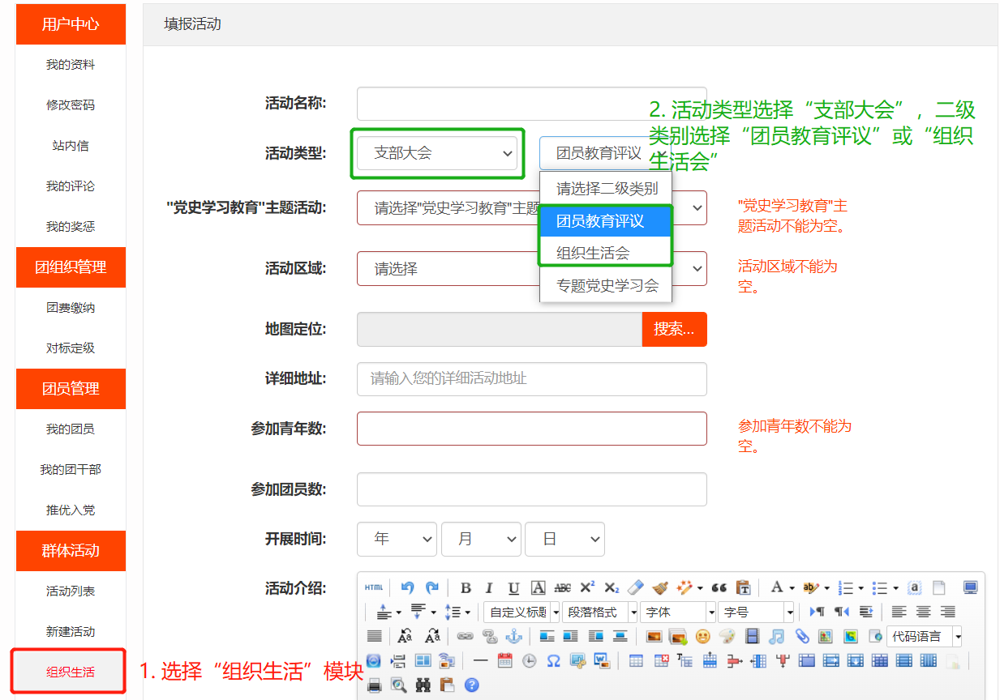 用户中心
我的资料
修改密码
站内信
我的评论
我的奖惩
团组织管理
团费缴纳
对标定级
团员管理
我的团员
我的团干部
推优入党
群体活动
活动列表
新建活动
组织生活
1. 选择“组织生活”模块
填报活动
活动名称:
2. 活动类型选择“支部大会”，二级
类别选择“团员教育评议”或“组织
生活会”
活动类型:
支部大会
团员教育评议
请选择二级类别
团员教育评议
组织生活会
专题党史学习会
"党史学习教育"主题活动:
请选择"党史学习教育"主题
"党史学习教育"主
题活动不能为空。
活动区域:
请选择
活动区域不能为
空。
地图定位:
搜索...
详细地址:
请输入您的详细活动地址
参加青年数:
参加青年数不能为
空。
参加团员数:
开展时间:
年 月 日
活动介绍:
HTML B I U A ABC X² X₂ T A ab a
自定义标题 段落格式 字体 字号
代码语言